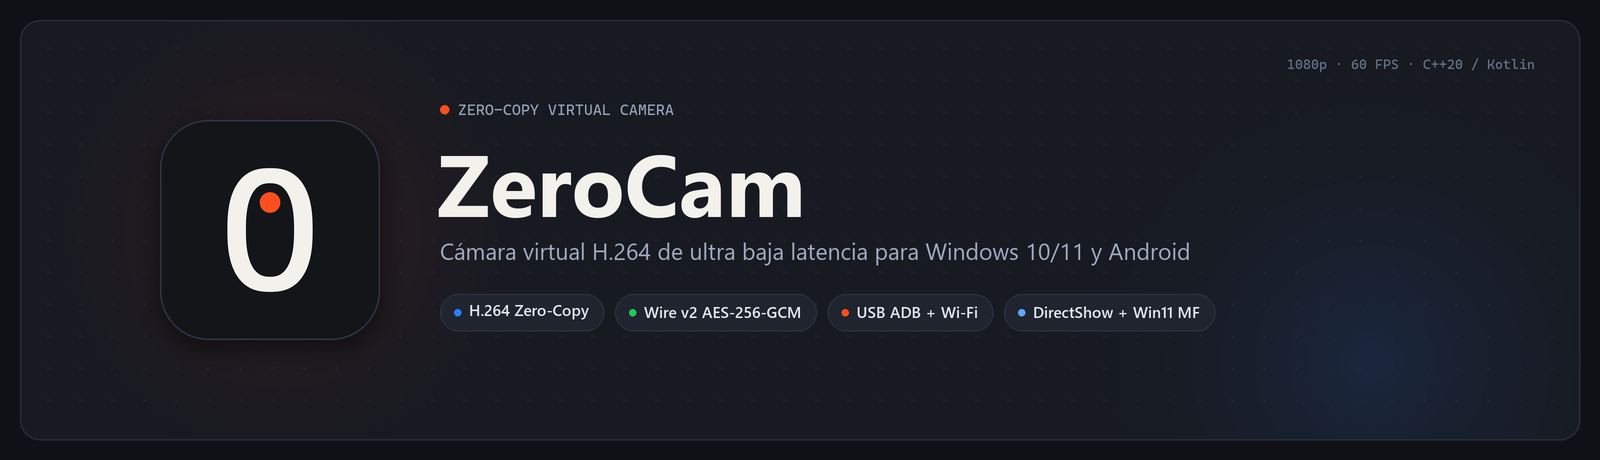 1080p · 60 FPS · C++20 / Kotlin
ZERO-COPY VIRTUAL CAMERA
0
ZeroCam
Cámara virtual H.264 de ultra baja latencia para Windows 10/11 y Android
H.264 Zero-Copy
Wire v2 AES-256-GCM
USB ADB + Wi-Fi
DirectShow + Win11 MF